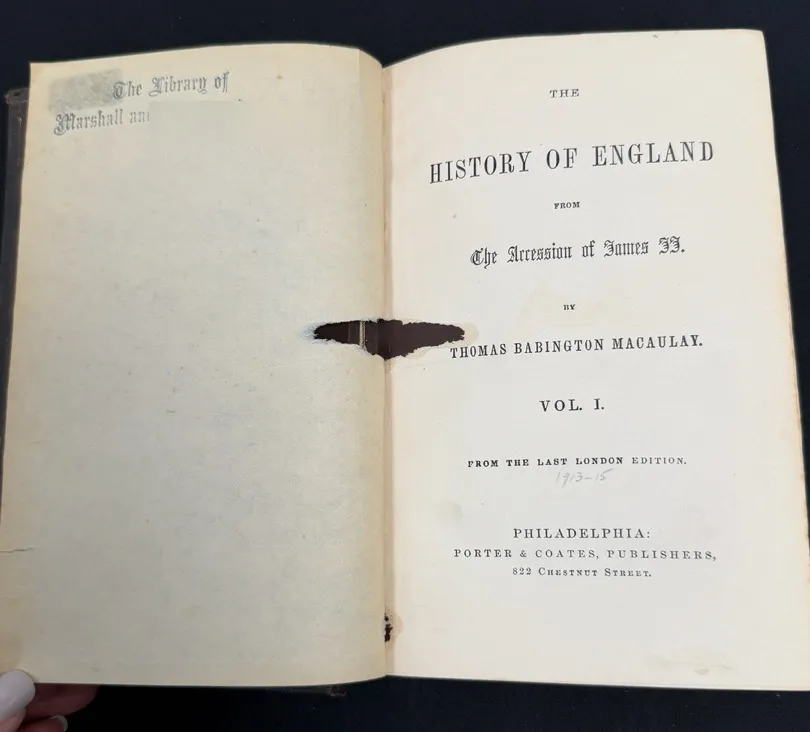 The Library of
Marshall an
THE
HISTORY OF ENGLAND
FROM
The Accession of James II.
BY
THOMAS BABINGTON MACAULAY.
VOL. I.
FROM THE LAST LONDON EDITION.
1913-15
PHILADELPHIA:
PORTER & COATES, PUBLISHERS,
822 CHESTNUT STREET.